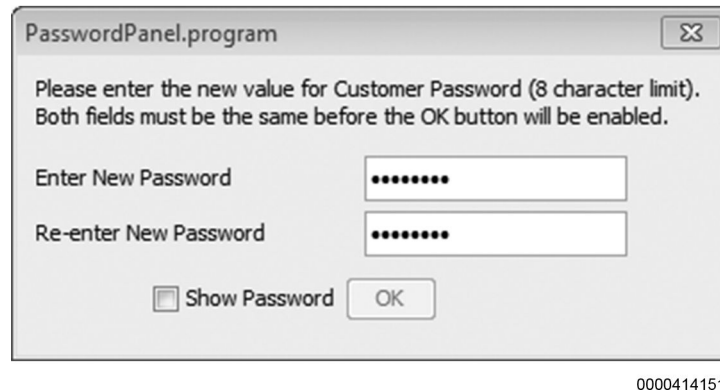 PasswordPanel.program
Please enter the new value for Customer Password (8 character limit).
Both fields must be the same before the OK button will be enabled.
Enter New Password ••••••••
Re-enter New Password ••••••••
Show Password OK
0000414151